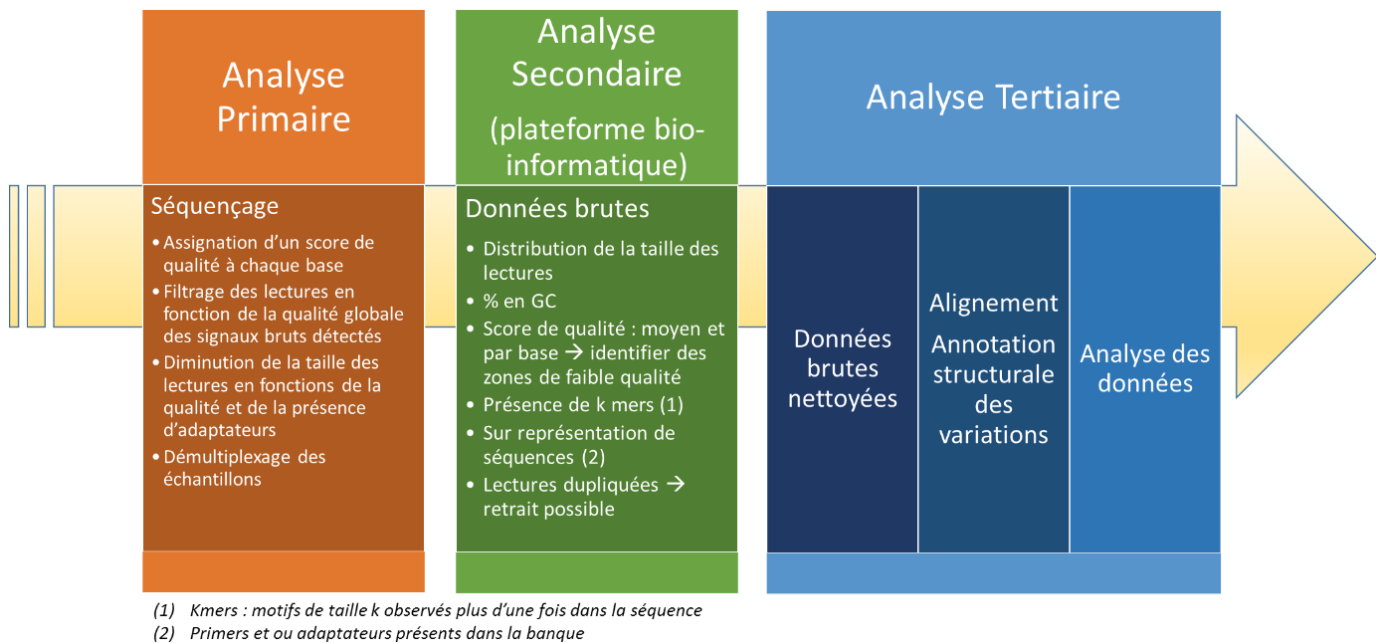 Analyse
Primaire
Séquençage
• Assignation d'un score de
qualité à chaque base
• Filtrage des lectures en
fonction de la qualité globale
des signaux bruts détectés
• Diminution de la taille des
lectures en fonctions de la
qualité et de la présence
d'adaptateurs
• Démultiplexage des
échantillons
Analyse
Secondaire
(plateforme bio-
informatique)
Données brutes
• Distribution de la taille des
lectures
• % en GC
• Score de qualité : moyen et
par base → identifier des
zones de faible qualité
• Présence de k mers (1)
• Sur représentation de
séquences (2)
• Lectures dupliquées →
retrait possible
Analyse Tertiaire
Données
brutes
nettoyées
Alignement
Annotation
structurale
des
variations
Analyse des
données
(1) Kmers : motifs de taille k observés plus d'une fois dans la séquence
(2) Primers et ou adaptateurs présents dans la banque